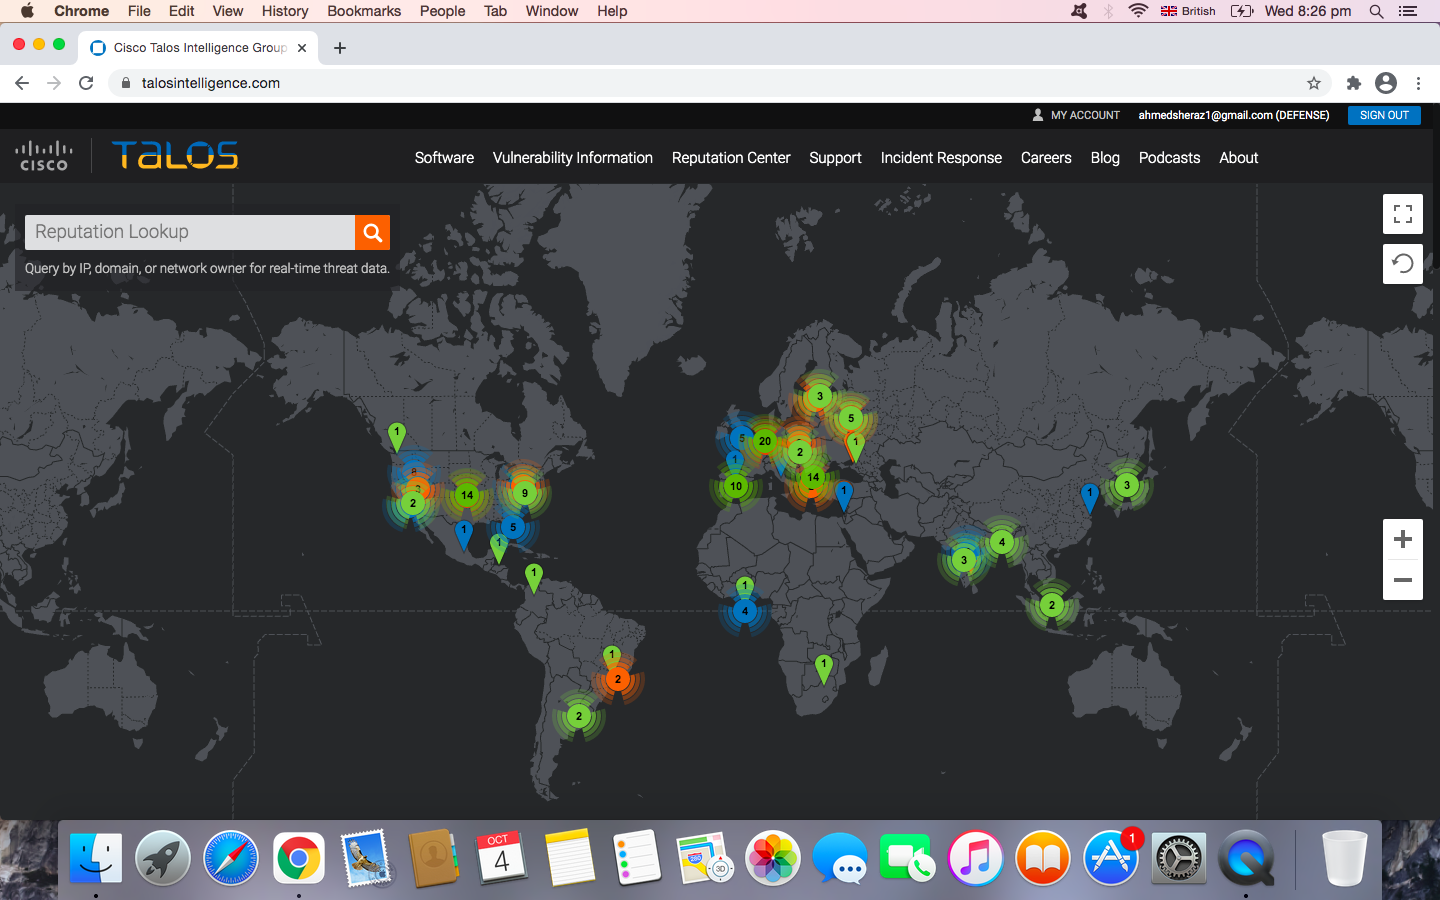 Chrome File Edit View History Bookmarks People Tab Window Help British Wed 8:26 pm
Cisco Talos Intelligence Group
talosintelligence.com
MY ACCOUNT ahmedsheraz1@gmail.com (DEFENSE) SIGN OUT
CISCO TALOS Software Vulnerability Information Reputation Center Support Incident Response Careers Blog Podcasts About
Reputation Lookup
Query by IP, domain, or network owner for real-time threat data.
3
5
1 5 20 1
1 2
14
2 14 9 10 1 1 3
1 5
1 4
3
1 1
4 2
1 1
2
2
OCT 1
4 280 3D